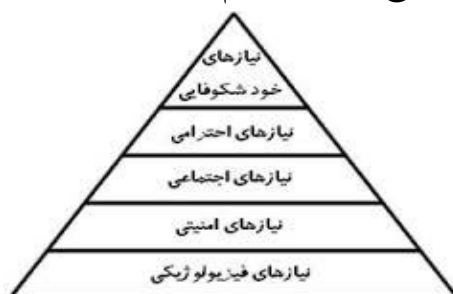 نیازهای
خود شکوفایی
نیازهای احترامی
نیازهای اجتماعی
نیازهای امنیتی
نیازهای فیزیولوژیکی